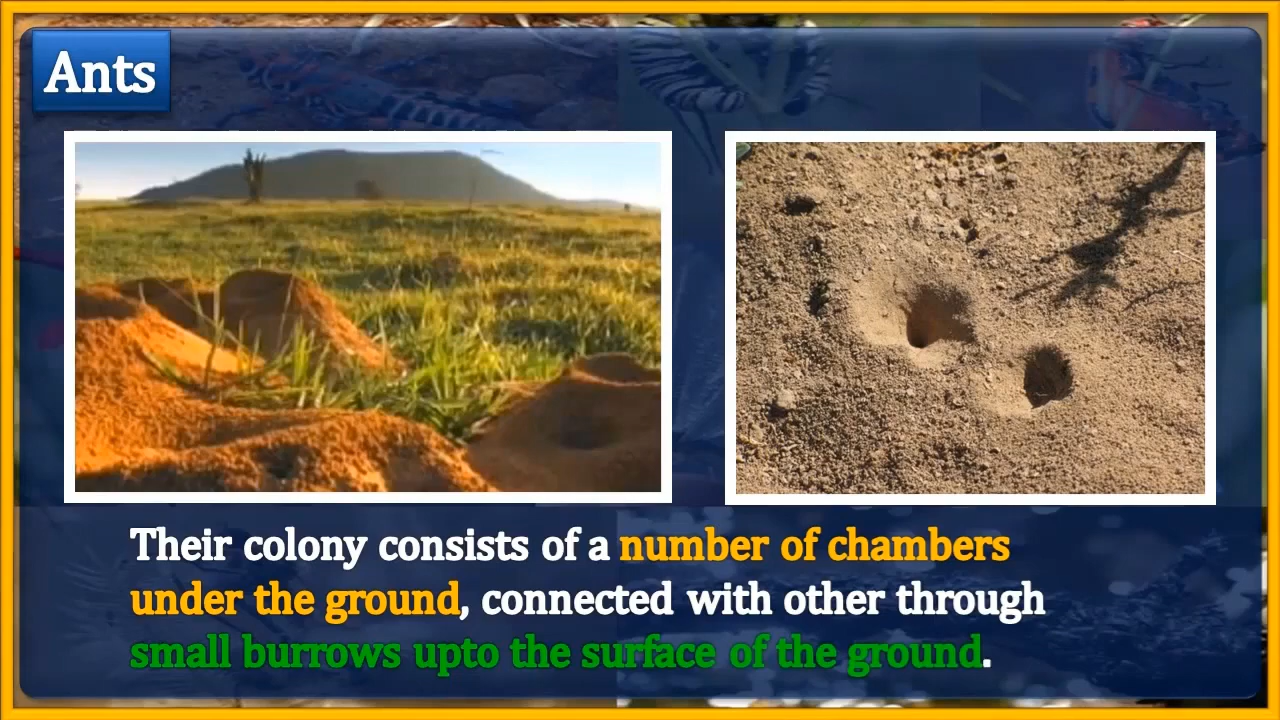 Ants
Their colony consists of a number of chambers
under the ground, connected with other through
small burrows upto the surface of the ground.